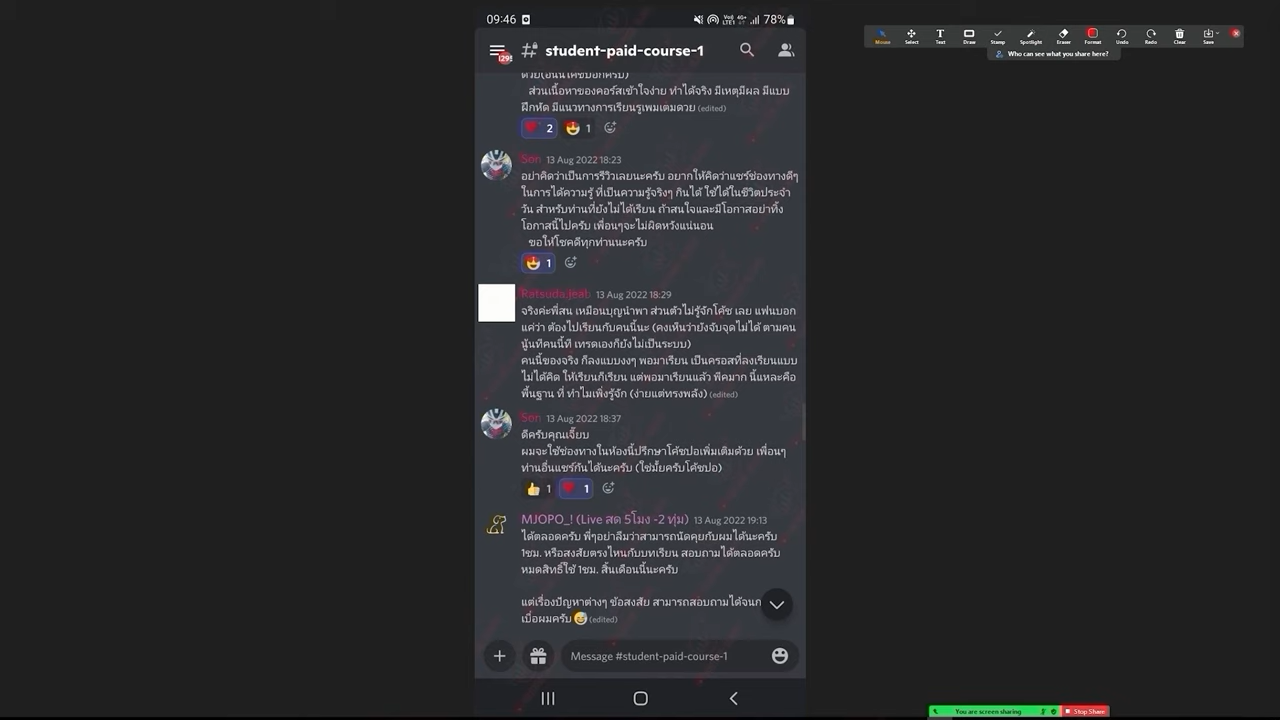 09:46
78%
Mouse Select Text Draw Stamp Spotlight Eraser Format Undo Redo Clear Save
Who can see what you share here?
student-paid-course-1
ส่วนเนื้อหาของคอร์สเข้าใจง่าย ทำได้จริง มีเหตุมีผล มีแบบ
ฝึกหัด มีแนวทางการเรียนรู้เพิ่มเติมด้วย (edited)
2 1
Son 13 Aug 2022 18:23
อย่าคิดว่าเป็นการรีวิวเลยนะครับ อยากให้คิดว่าแชร์ช่องทางดีๆ
ในการได้ความรู้ ที่เป็นความรู้จริงๆ กินได้ ใช้ได้ในชีวิตประจำ
วัน สำหรับท่านที่ยังไม่ได้เรียน ถ้าสนใจและมีโอกาสอย่าทิ้ง
โอกาสนี้ไปครับ เพื่อนๆจะไม่ผิดหวังแน่นอน
ขอให้โชคดีทุกท่านนะครับ
1
Ratsuda.jeab 13 Aug 2022 18:29
จริงค่ะพี่สน เหมือนบุญนำพา ส่วนตัวไม่รู้จักโค้ช เลย แฟนบอก
แค่ว่า ต้องไปเรียนกับคนนี้นะ (คงเห็นว่ายังจับจุดไม่ได้ ตามคน
นู้นทีคนนี้ที เทรดเองก็ยังไม่เป็นระบบ)
คนนี้ของจริง ก็ลงแบบงงๆ พอมาเรียน เป็นครอสที่ลงเรียนแบบ
ไม่ได้คิด ให้เรียนก็เรียน แต่พอมาเรียนแล้ว พีคมาก นี้แหละคือ
พื้นฐาน ที่ ทำไมเพิ่งรู้จัก (ง่ายแต่ทรงพลัง) (edited)
Son 13 Aug 2022 18:37
ดีครับคุณเจี๊ยบ
ผมจะใช้ช่องทางในห้องนี้ปรึกษาโค้ชปอเพิ่มเติมด้วย เพื่อนๆ
ท่านอื่นแชร์กันได้นะครับ (ใช่มั้ยครับโค้ชปอ)
1 1
MJOPO_! (Live สด 5โมง -2 ทุ่ม) 13 Aug 2022 19:13
ได้ตลอดครับ พี่ๆอย่าลืมว่าสามารถนัดคุยกับผมได้นะครับ
1ชม. หรือสงสัยตรงไหนกับบทเรียน สอบถามได้ตลอดครับ
หมดสิทธิ์ใช้ 1ชม. สิ้นเดือนนี้นะครับ
แต่เรื่องปัญหาต่างๆ ข้อสงสัย สามารถสอบถามได้จนก
เบื่อผมครับ (edited)
Message #student-paid-course-1
You are screen sharing Stop Share